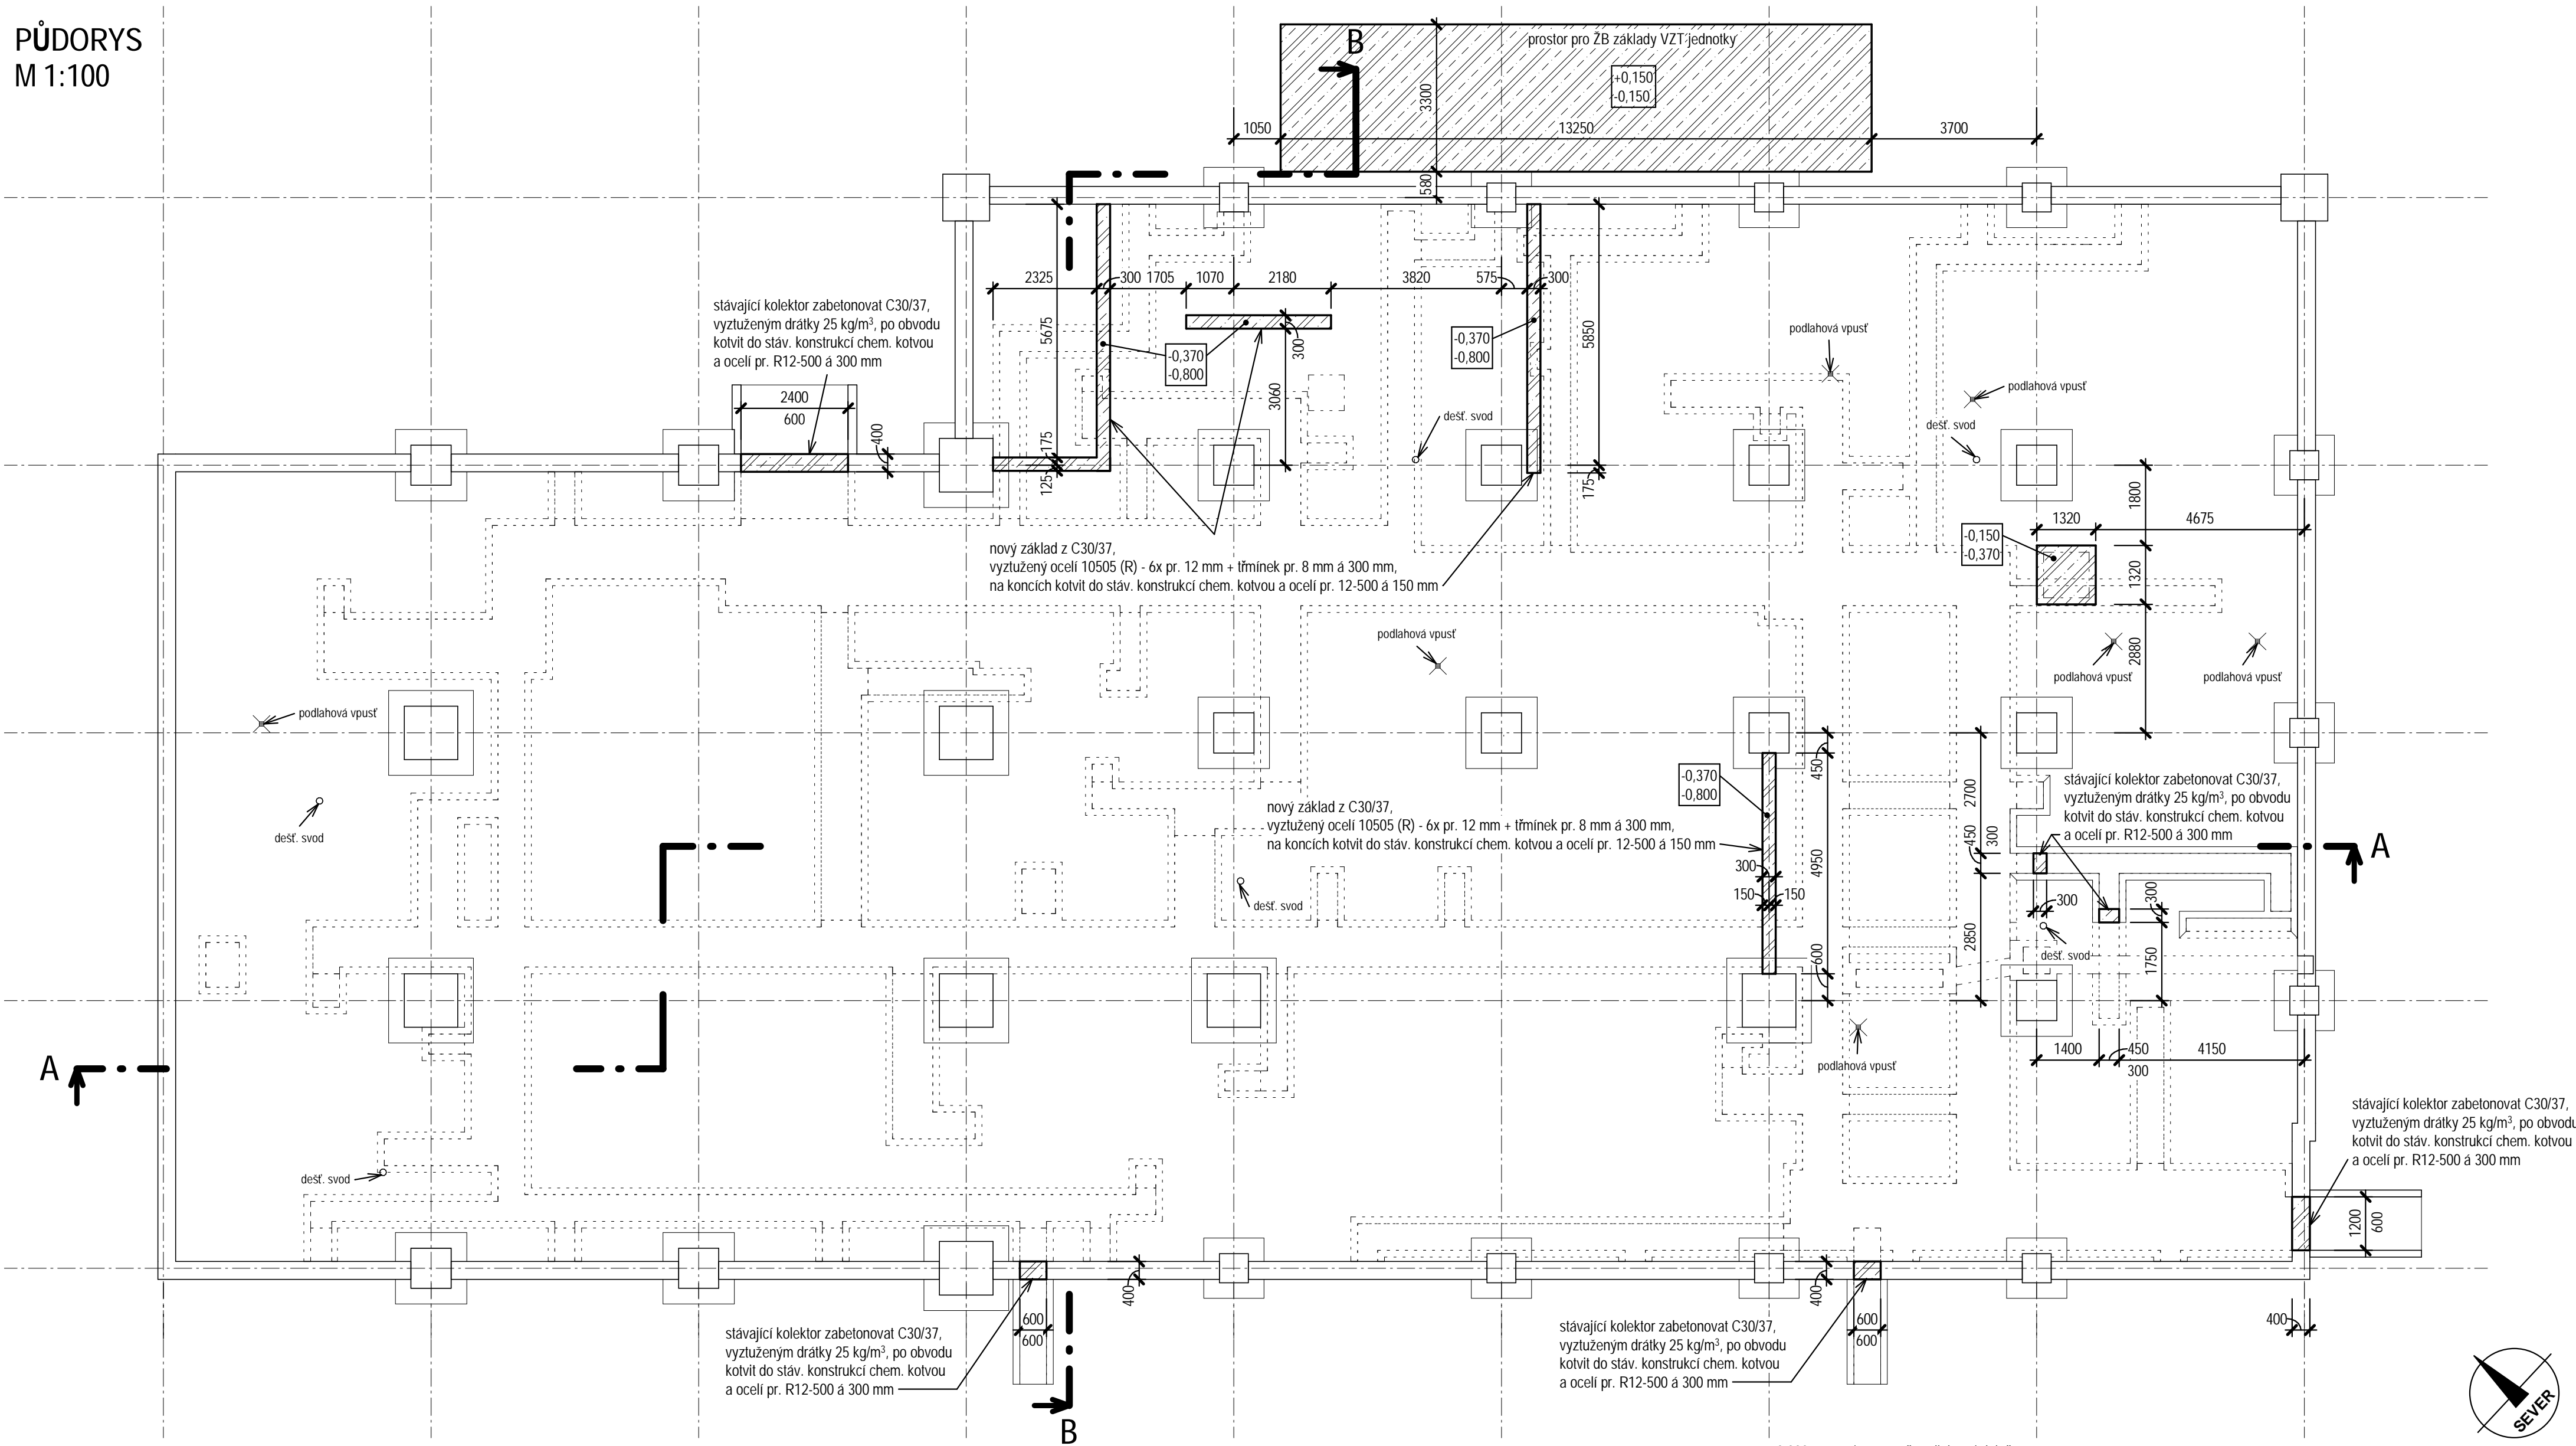 PŮDORYS
M 1:100
B
prostor pro ŽB základy VZT jednotky
+0,150
-0,150
3300
1050
13250
3700
580
2325
300
1705
1070
2180
3820
575
300
5675
5850
300
3060
-0,370
-0,800
-0,370
-0,800
stávající kolektor zabetonovat C30/37,
vyztuženým drátky 25 kg/m³, po obvodu
kotvit do stáv. konstrukcí chem. kotvou
a ocelí pr. R12-500 á 300 mm
2400
600
400
175
125
175
podlahová vpusť
podlahová vpusť
dešť. svod
dešť. svod
1800
1320
4675
-0,150
-0,370
1320
2880
nový základ z C30/37,
vyztužený ocelí 10505 (R) - 6x pr. 12 mm + třmínek pr. 8 mm á 300 mm,
na koncích kotvit do stáv. konstrukcí chem. kotvou a ocelí pr. 12-500 á 150 mm
podlahová vpusť
podlahová vpusť
podlahová vpusť
podlahová vpusť
dešť. svod
-0,370
-0,800
450
nový základ z C30/37,
vyztužený ocelí 10505 (R) - 6x pr. 12 mm + třmínek pr. 8 mm á 300 mm,
na koncích kotvit do stáv. konstrukcí chem. kotvou a ocelí pr. 12-500 á 150 mm
300
150
150
4950
600
2700
450
300
2850
stávající kolektor zabetonovat C30/37,
vyztuženým drátky 25 kg/m³, po obvodu
kotvit do stáv. konstrukcí chem. kotvou
a ocelí pr. R12-500 á 300 mm
A
300
300
1750
dešť. svod
dešť. svod
podlahová vpusť
1400
450
300
4150
A
dešť. svod
stávající kolektor zabetonovat C30/37,
vyztuženým drátky 25 kg/m³, po obvodu
kotvit do stáv. konstrukcí chem. kotvou
a ocelí pr. R12-500 á 300 mm
1200
600
400
400
400
600
600
600
600
stávající kolektor zabetonovat C30/37,
vyztuženým drátky 25 kg/m³, po obvodu
kotvit do stáv. konstrukcí chem. kotvou
a ocelí pr. R12-500 á 300 mm
stávající kolektor zabetonovat C30/37,
vyztuženým drátky 25 kg/m³, po obvodu
kotvit do stáv. konstrukcí chem. kotvou
a ocelí pr. R12-500 á 300 mm
B
SEVER